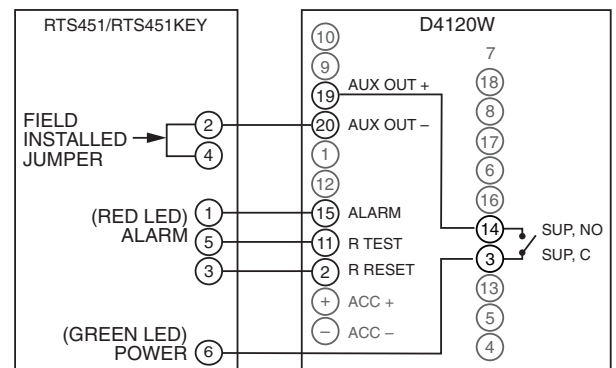 RTS451/RTS451KEY
FIELD
INSTALLED
JUMPER
2
4
(RED LED)
ALARM
1
5
3
(GREEN LED)
POWER
6
D4120W
10
9
19 AUX OUT +
20 AUX OUT –
1
12
15 ALARM
11 R TEST
2 R RESET
+ ACC +
– ACC –
7
18
8
17
6
16
14 SUP, NO
3 SUP, C
13
5
4